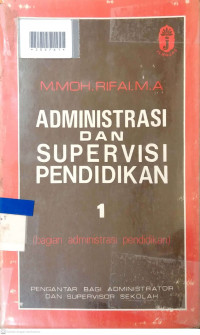 M.MOH. RIFAI, M.A
ADMINISTRASI
DAN
SUPERVISI
PENDIDIKAN
1
(bagian administrasi pendidikan)
PENGANTAR BAGI ADMINISTRATOR
DAN SUPERVISOR SEKOLAH